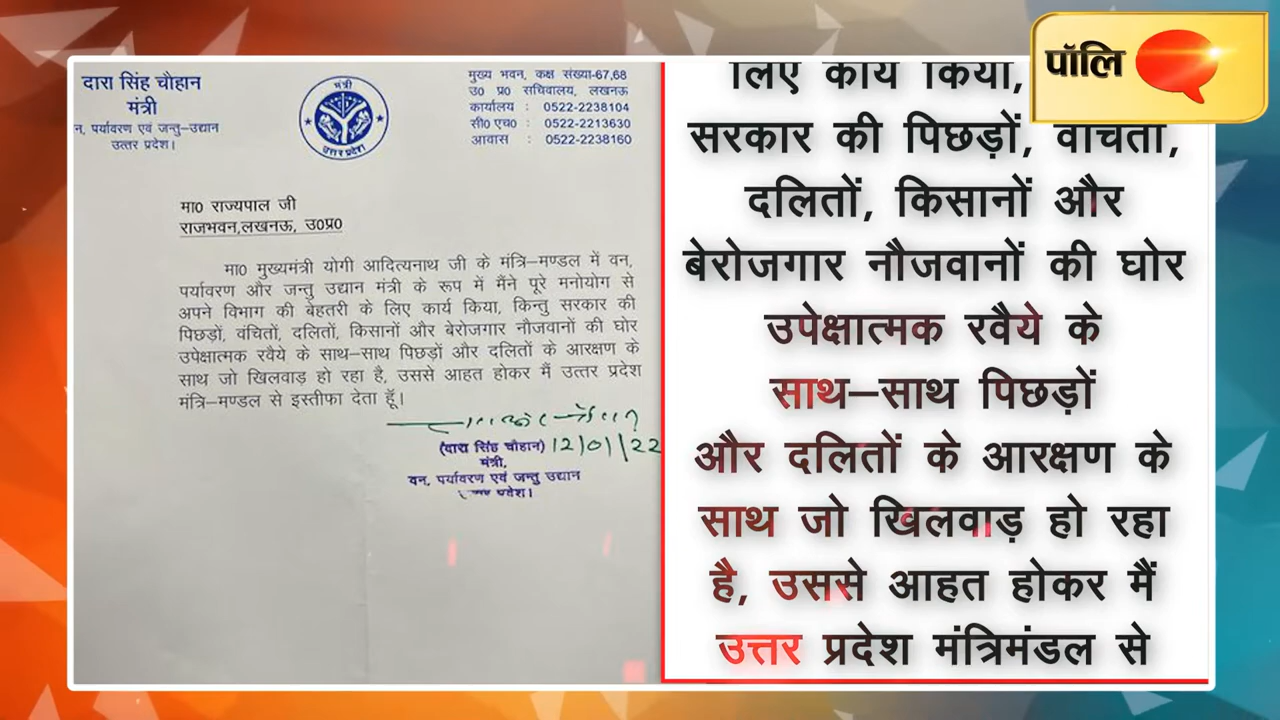 दारा सिंह चौहान
मंत्री
न, पर्यावरण एवं जन्तु-उद्यान
उत्तर प्रदेश।
मंत्री
उत्तर प्रदेश
मुख्य भवन, कक्ष संख्या-67,68
उ0 प्र0 सचिवालय, लखनऊ
कार्यालय : 0522-2238104
सी0 एच0 : 0522-2213630
आवास : 0522-2238160
मा0 राज्यपाल जी
राजभवन,लखनऊ, उ0प्र0
मा0 मुख्यमंत्री योगी आदित्यनाथ जी के मंत्रि-मण्डल में वन,
पर्यावरण और जन्तु उद्यान मंत्री के रूप में मैंने पूरे मनोयोग से
अपने विभाग की बेहतरी के लिए कार्य किया, किन्तु सरकार की
पिछड़ों, वंचितों, दलितों, किसानों और बेरोजगार नौजवानों की घोर
उपेक्षात्मक रवैये के साथ-साथ पिछड़ों और दलितों के आरक्षण के
साथ जो खिलवाड़ हो रहा है, उससे आहत होकर मैं उत्तर प्रदेश
मंत्रि-मण्डल से इस्तीफा देता हूँ।
(दारा सिंह चौहान) 12/01/22
मंत्री,
वन, पर्यावरण एवं जन्तु उद्यान
प्रदेश।
पॉलि
लिए कार्य किया,
सरकार की पिछड़ों, वंचितों,
दलितों, किसानों और
बेरोजगार नौजवानों की घोर
उपेक्षात्मक रवैये के
साथ–साथ पिछड़ों
और दलितों के आरक्षण के
साथ जो खिलवाड़ हो रहा
है, उससे आहत होकर मैं
उत्तर प्रदेश मंत्रिमंडल से